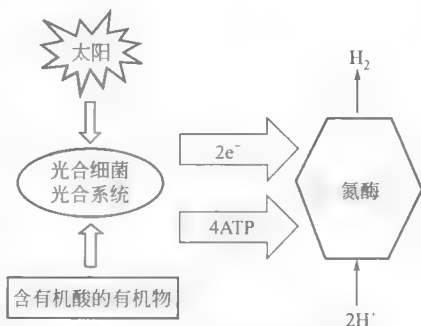 太阳
H₂
光合细菌
光合系统
2e⁻
氮酶
4ATP
含有机酸的有机物
2H⁺